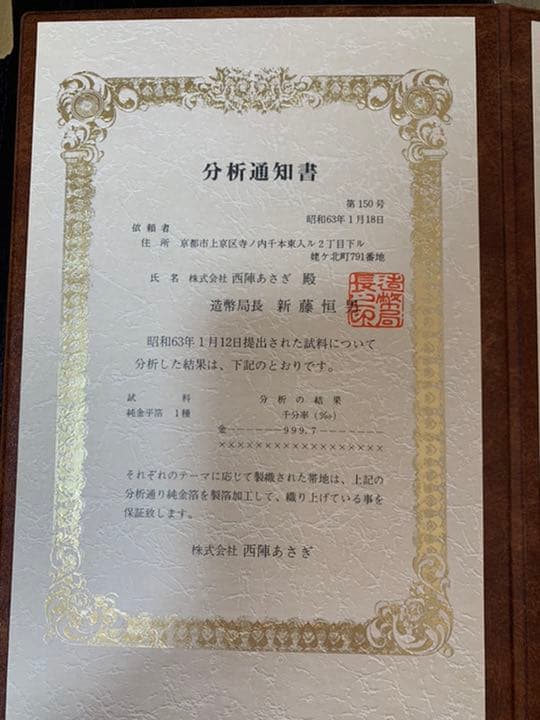 分析通知書
第150号
昭和63年1月18日
依頼者
住所 京都市上京区寺ノ内千本東入ル2丁目下ル
姥ケ北町791番地
氏名 株式会社 西陣あさぎ 殿
造幣局長 新藤恒男
造幣局長之印
昭和63年1月12日提出された試料について
分析した結果は、下記のとおりです。
試料 分析の結果
純金平箔 1種 千分率(‰)
金────────999.7────────
××××××××××××××××××
それぞれのテーマに応じて製織された帯地は、上記の
分析通り純金箔を製箔加工して、織り上げている事を
保証致します。
株式会社 西陣あさぎ